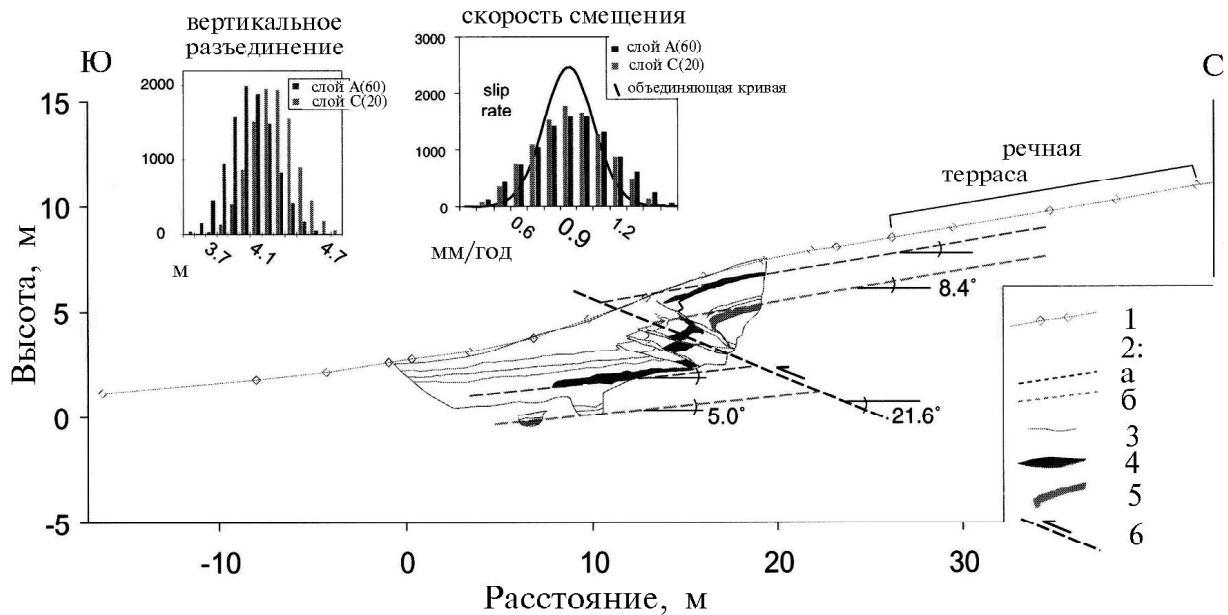 вертикальное
разъединение
слой A(60)
слой C(20)
2000
1000
0
3.7
4.1
4.7
м
скорость смещения
слой A(60)
слой C(20)
объединяющая кривая
slip
rate
3000
2000
1000
0
0.6
0.9
1.2
мм/год
Ю
С
речная
терраса
15
10
5
0
-5
Высота, м
8.4°
5.0°
21.6°
1
2:
а
б
3
4
5
6
-10
0
10
20
30
Расстояние, м